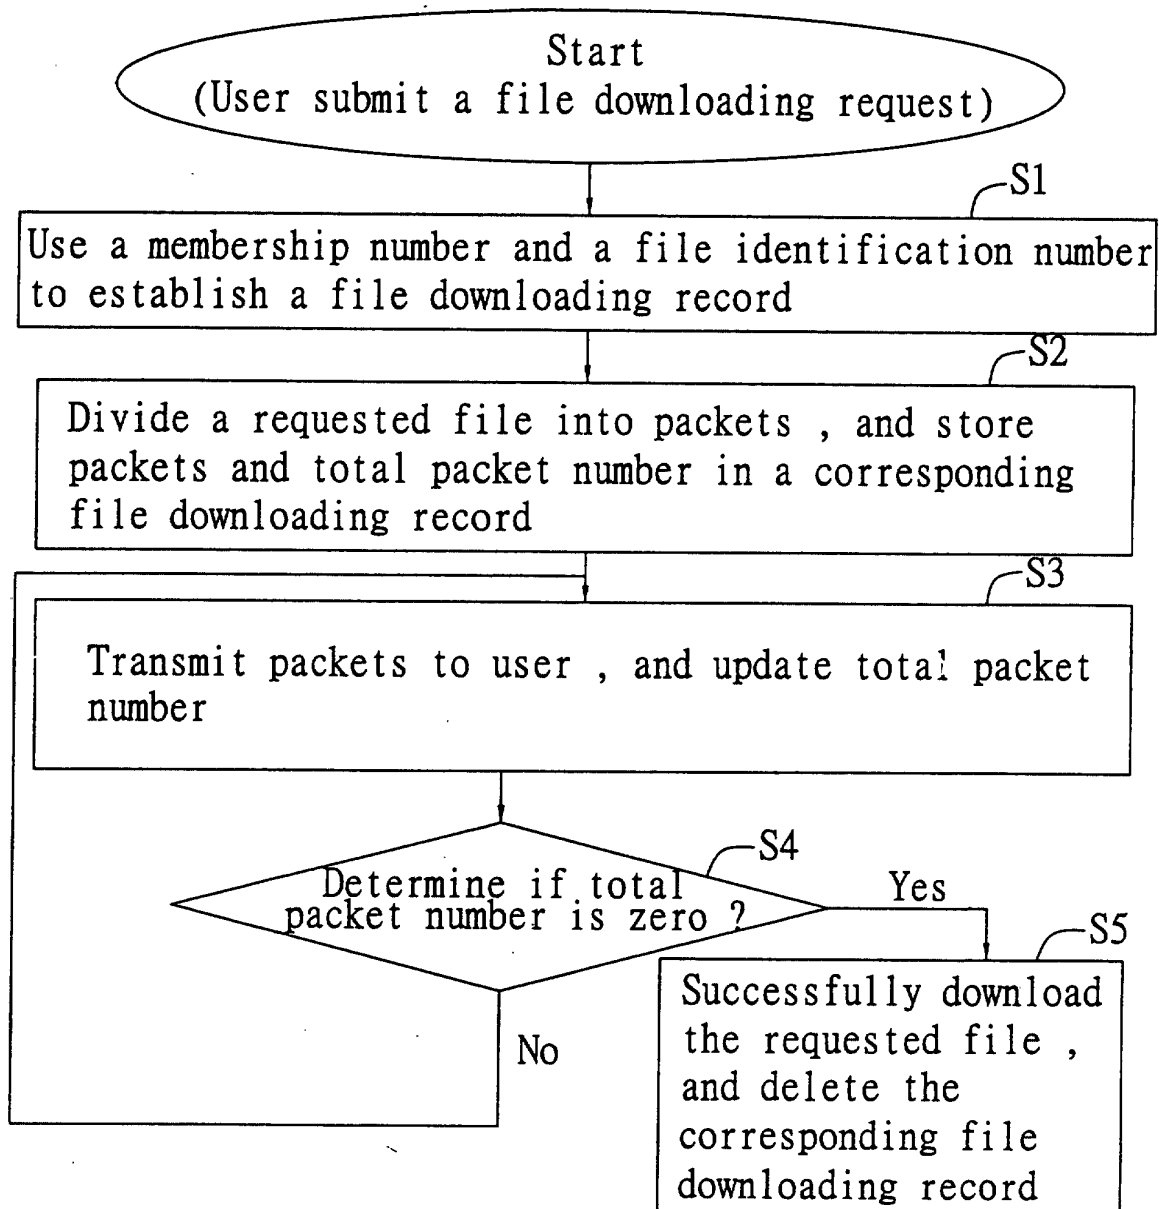 Start
(User submit a file downloading request)
S1
Use a membership number and a file identification number
to establish a file downloading record
S2
Divide a requested file into packets , and store
packets and total packet number in a corresponding
file downloading record
S3
Transmit packets to user , and update total packet
number
S4
Determine if total
packet number is zero ?
Yes
No
S5
Successfully download
the requested file ,
and delete the
corresponding file
downloading record